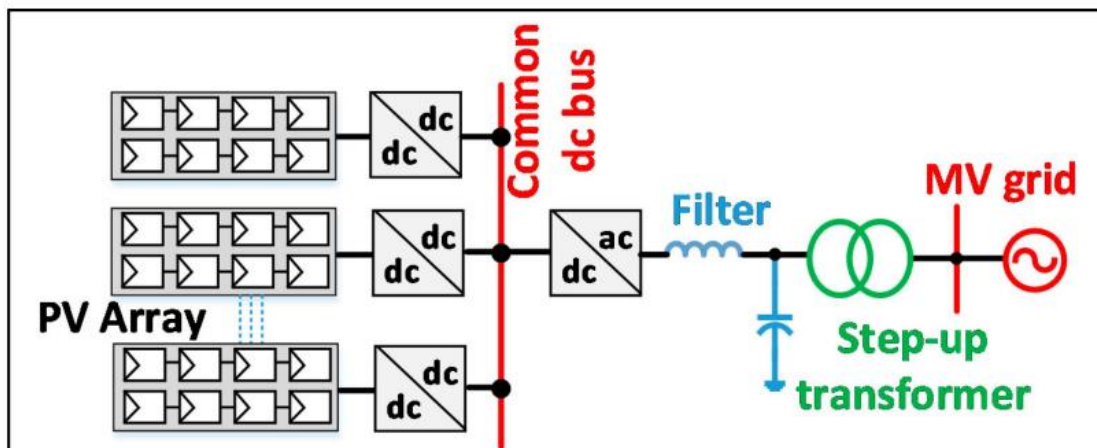 dc
dc
Common
dc bus
MV grid
Filter
dc
dc
ac
dc
PV Array
Step-up
transformer
dc
dc